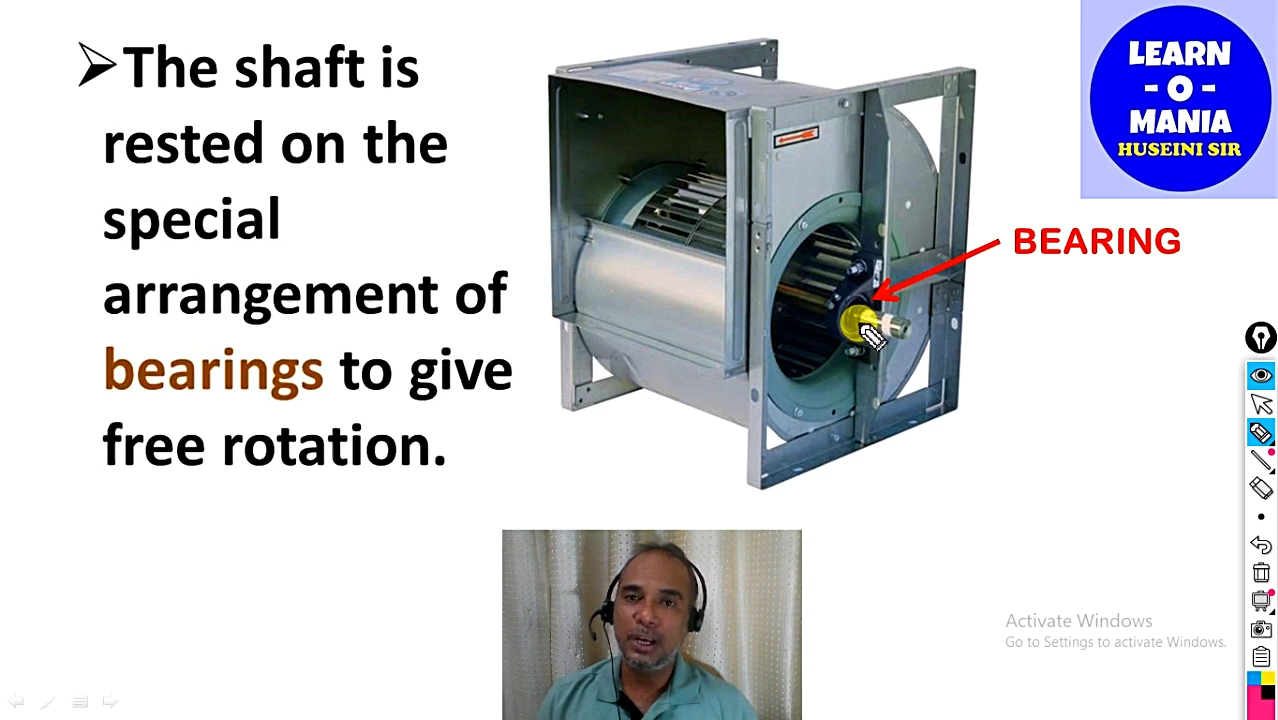 ➢The shaft is
rested on the
special
arrangement of
bearings to give
free rotation.
LEARN
- O -
MANIA
HUSEINI SIR
BEARING
Activate Windows
Go to Settings to activate Windows.